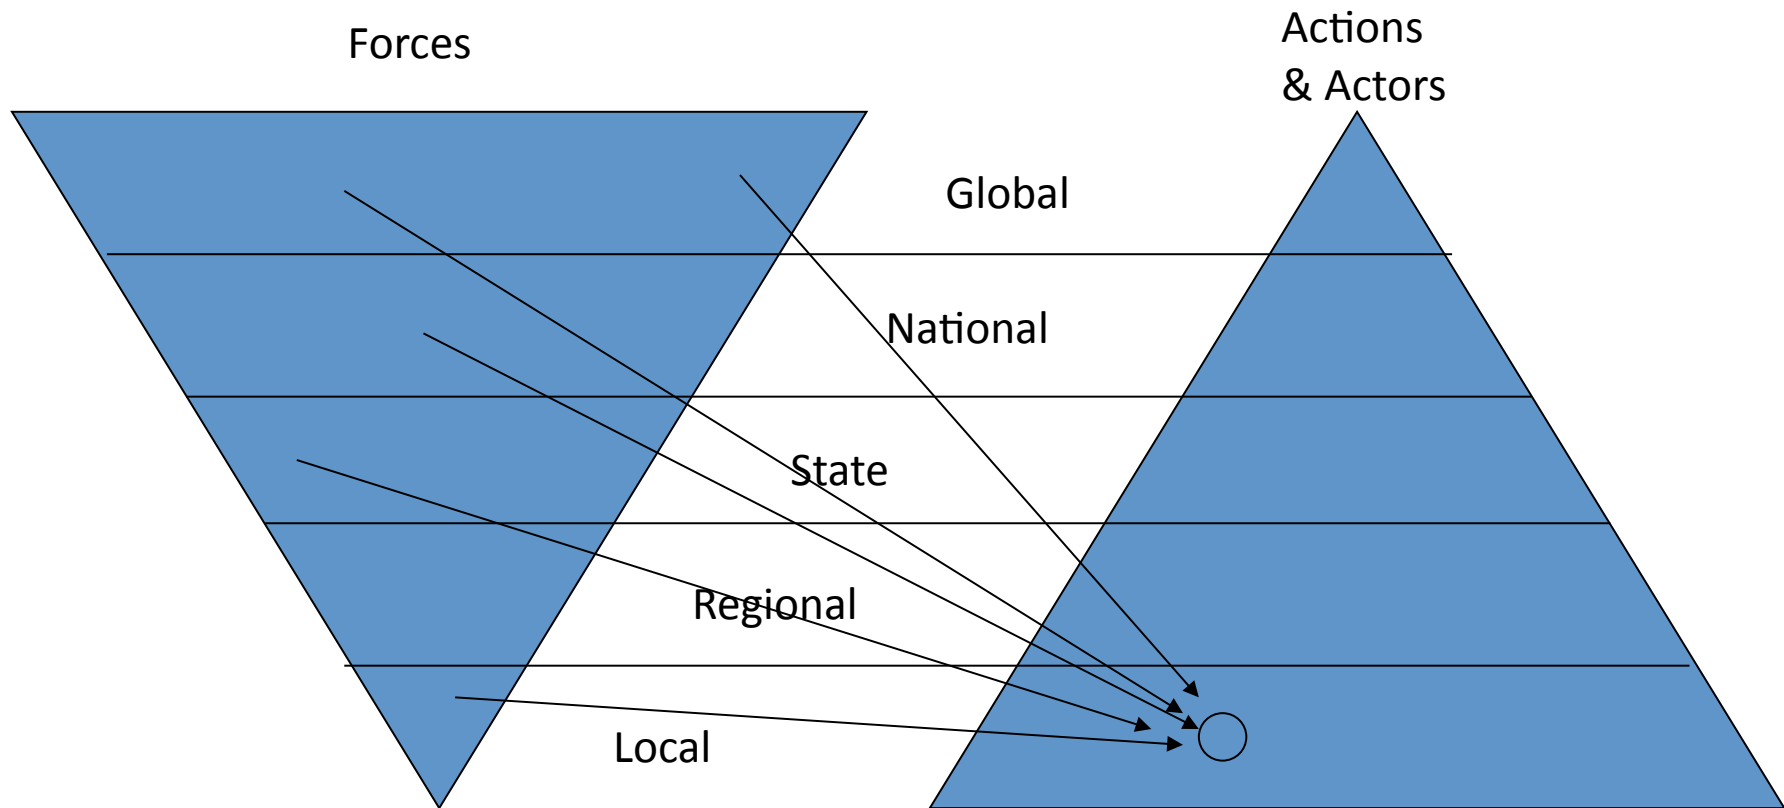 Forces
Actions
& Actors
Global
National
State
Regional
Local